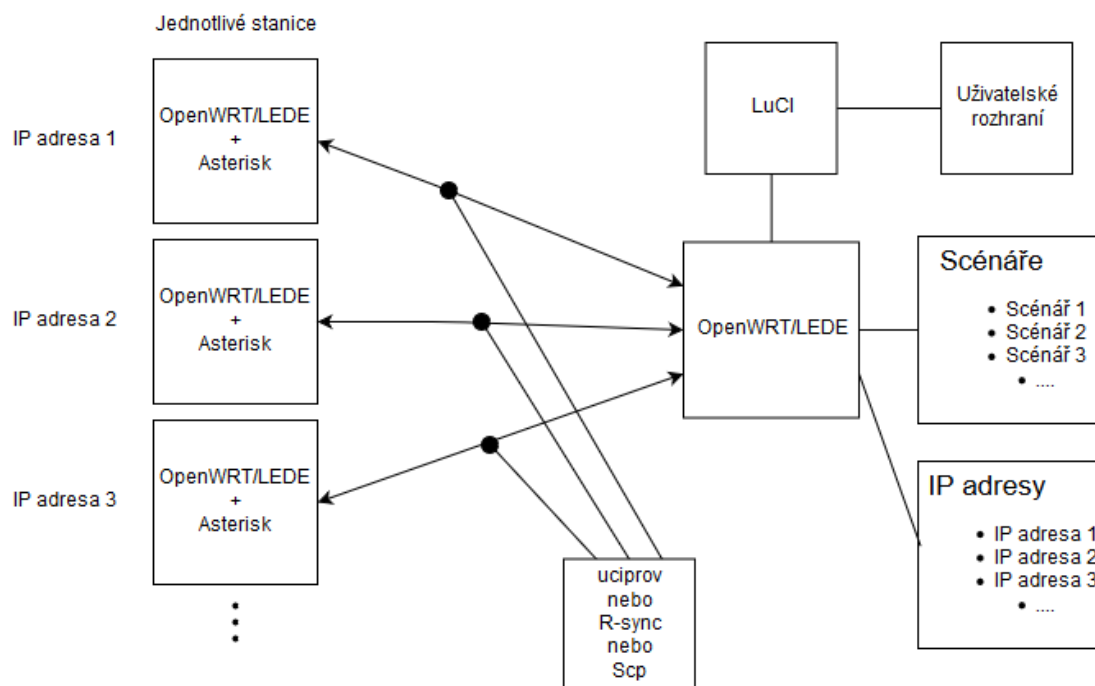 Jednotlivé stanice
IP adresa 1
OpenWRT/LEDE
+
Asterisk
IP adresa 2
OpenWRT/LEDE
+
Asterisk
IP adresa 3
OpenWRT/LEDE
+
Asterisk
uciprov
nebo
R-sync
nebo
Scp
OpenWRT/LEDE
LuCI
Uživatelské
rozhraní
Scénáře
• Scénář 1
• Scénář 2
• Scénář 3
• ....
IP adresy
• IP adresa 1
• IP adresa 2
• IP adresa 3
• ....